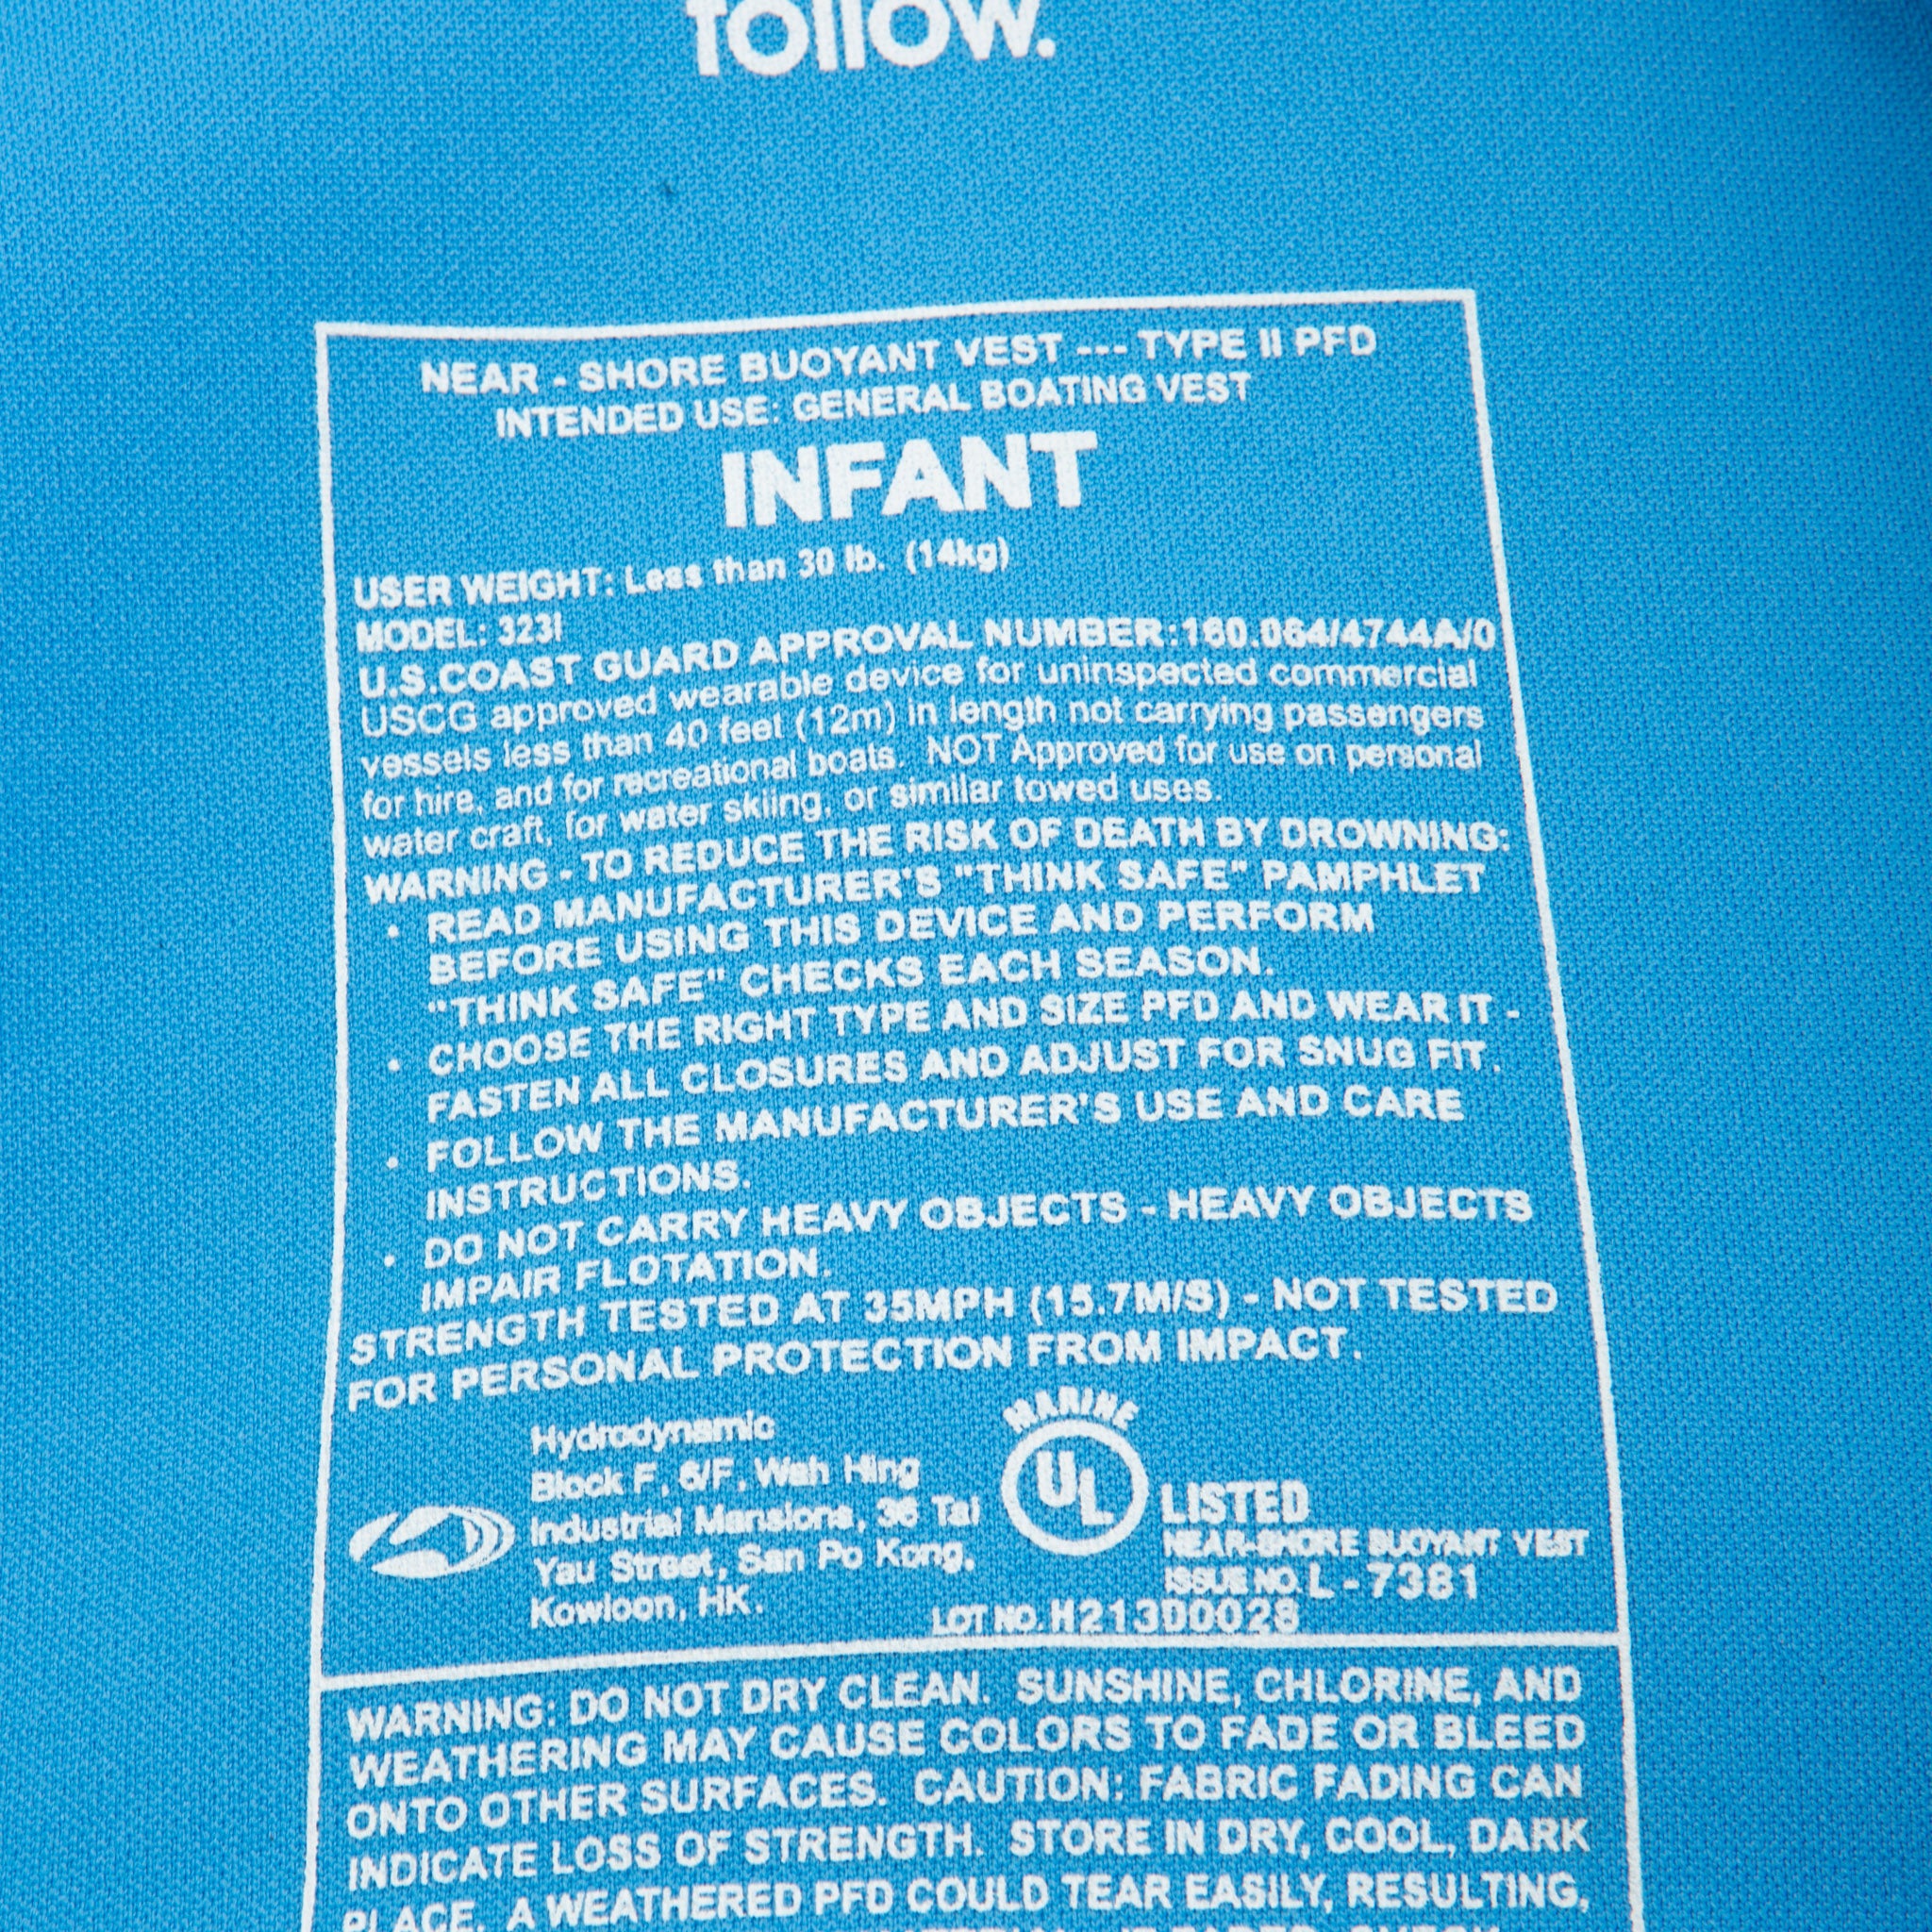 follow.
NEAR - SHORE BUOYANT VEST --- TYPE II PFD
INTENDED USE: GENERAL BOATING VEST
INFANT
USER WEIGHT: Less than 30 lb. (14kg)
MODEL: 323I
U.S.COAST GUARD APPROVAL NUMBER:160.064/4744A/0
USCG approved wearable device for uninspected commercial
vessels less than 40 feet (12m) in length not carrying passengers
for hire, and for recreational boats. NOT Approved for use on personal
water craft, for water skiing, or similar towed uses.
WARNING - TO REDUCE THE RISK OF DEATH BY DROWNING:
• READ MANUFACTURER'S "THINK SAFE" PAMPHLET
BEFORE USING THIS DEVICE AND PERFORM
"THINK SAFE" CHECKS EACH SEASON.
• CHOOSE THE RIGHT TYPE AND SIZE PFD AND WEAR IT -
FASTEN ALL CLOSURES AND ADJUST FOR SNUG FIT.
• FOLLOW THE MANUFACTURER'S USE AND CARE
INSTRUCTIONS.
• DO NOT CARRY HEAVY OBJECTS - HEAVY OBJECTS
IMPAIR FLOTATION.
STRENGTH TESTED AT 35MPH (15.7M/S) - NOT TESTED
FOR PERSONAL PROTECTION FROM IMPACT.
Hydrodynamic
Block F, 6/F, Wah Hing
Industrial Mansions, 36 Tai
Yau Street, San Po Kong,
Kowloon, HK.
MARINE
UL
LISTED
NEAR-SHORE BUOYANT VEST
ISSUE NO. L - 7381
LOT NO. H213D0028
WARNING: DO NOT DRY CLEAN. SUNSHINE, CHLORINE, AND
WEATHERING MAY CAUSE COLORS TO FADE OR BLEED
ONTO OTHER SURFACES. CAUTION: FABRIC FADING CAN
INDICATE LOSS OF STRENGTH. STORE IN DRY, COOL, DARK
PLACE. A WEATHERED PFD COULD TEAR EASILY, RESULTING,